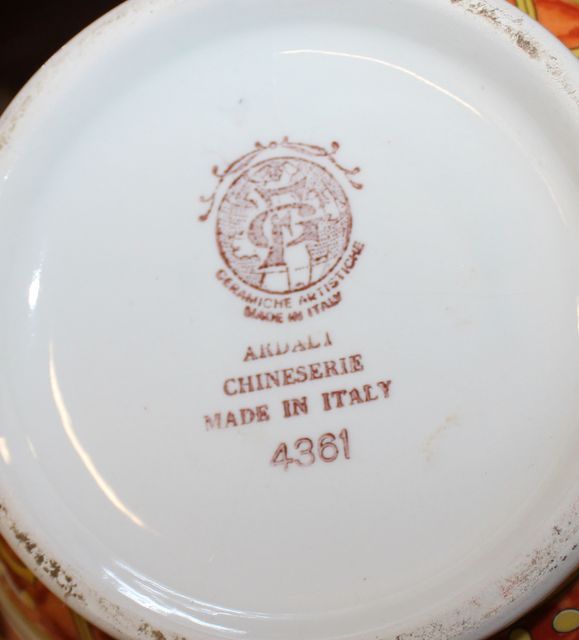 CERAMICHE ARTISTICHE
MADE IN ITALY
ARDALT
CHINESERIE
MADE IN ITALY
4361